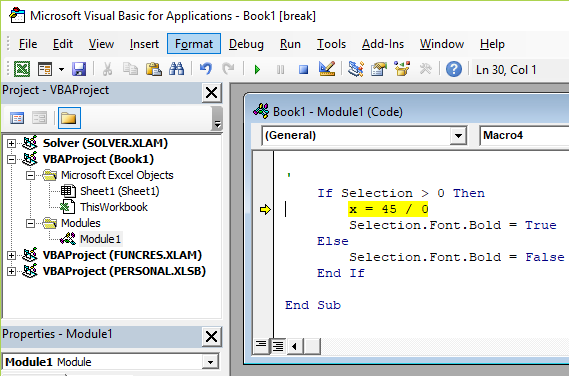 Microsoft Visual Basic for Applications - Book1 [break]
File Edit View Insert Format Debug Run Tools Add-Ins Window Help
Ln 30, Col 1
Project - VBAProject
Solver (SOLVER.XLAM)
VBAProject (Book1)
Microsoft Excel Objects
Sheet1 (Sheet1)
ThisWorkbook
Modules
Module1
VBAProject (FUNCRES.XLAM)
VBAProject (PERSONAL.XLSB)
Properties - Module1
Module1 Module
Book1 - Module1 (Code)
(General) Macro4
'
If Selection > 0 Then
x = 45 / 0
Selection.Font.Bold = True
Else
Selection.Font.Bold = False
End If
End Sub